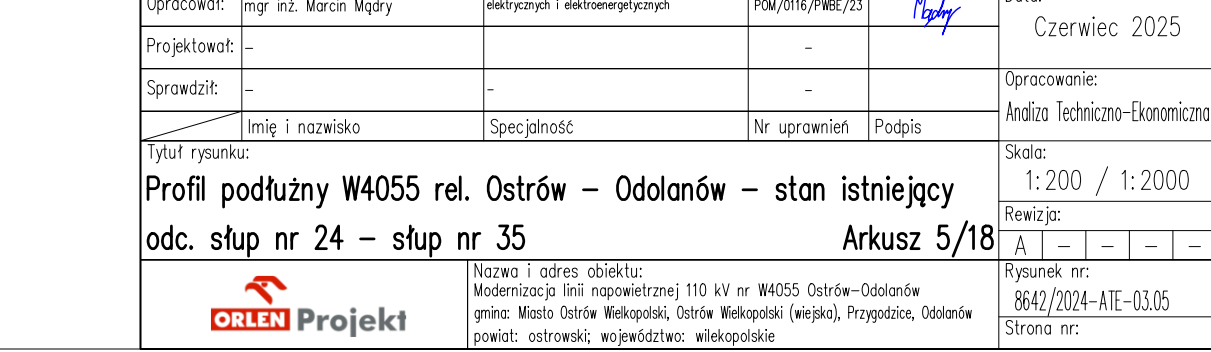 Opracował: mgr inż. Marcin Mądry elektrycznych i elektroenergetycznych POM/0116/PWBE/23 Mądry
Data:
Czerwiec 2025
Projektował: – –
Sprawdził: – – –
Opracowanie:
Analiza Techniczno-Ekonomiczna
Imię i nazwisko Specjalność Nr uprawnień Podpis
Tytuł rysunku:
Profil podłużny W4055 rel. Ostrów – Odolanów – stan istniejący
odc. słup nr 24 – słup nr 35 Arkusz 5/18
Skala:
1:200 / 1:2000
Rewizja:
A – – – –
ORLEN Projekt
Nazwa i adres obiektu:
Modernizacja linii napowietrznej 110 kV nr W4055 Ostrów-Odolanów
gmina: Miasto Ostrów Wielkopolski, Ostrów Wielkopolski (wiejska), Przygodzice, Odolanów
powiat: ostrowski; województwo: wilekopolskie
Rysunek nr:
8642/2024-ATE-03.05
Strona nr: